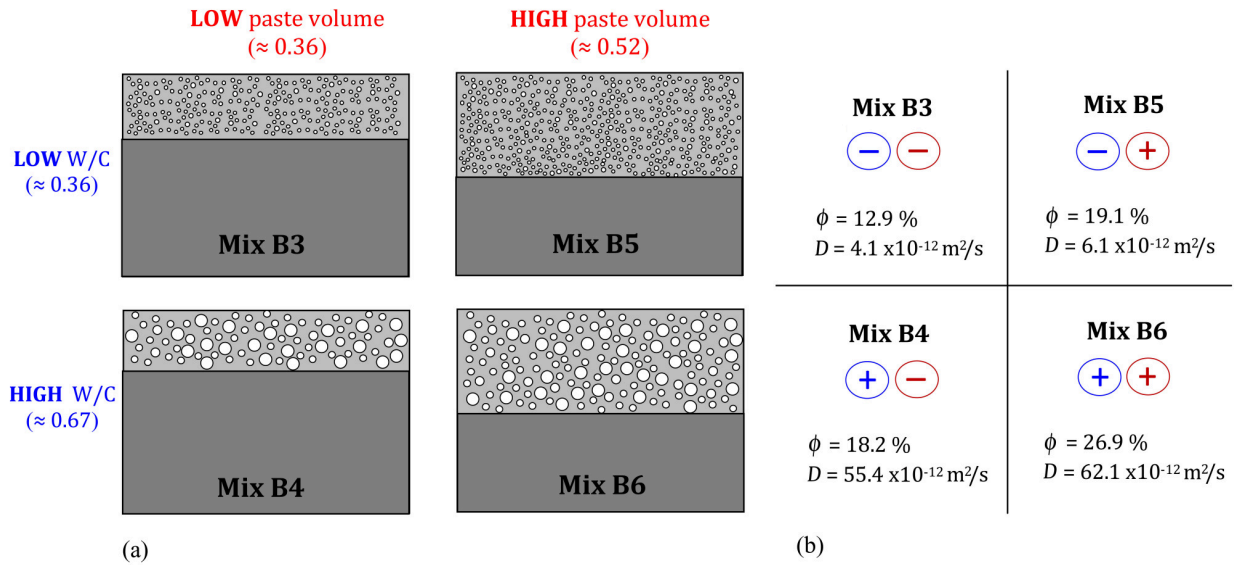 LOW paste volume
(≈ 0.36)
HIGH paste volume
(≈ 0.52)
LOW W/C
(≈ 0.36)
Mix B3
Mix B5
HIGH W/C
(≈ 0.67)
Mix B4
Mix B6
(a)
Mix B3
− −
ϕ = 12.9 %
D = 4.1 x10⁻¹² m²/s
Mix B5
− +
ϕ = 19.1 %
D = 6.1 x10⁻¹² m²/s
Mix B4
+ −
ϕ = 18.2 %
D = 55.4 x10⁻¹² m²/s
Mix B6
+ +
ϕ = 26.9 %
D = 62.1 x10⁻¹² m²/s
(b)